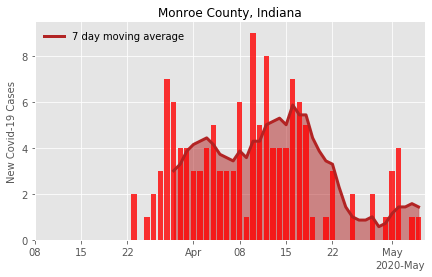 Monroe County, Indiana
7 day moving average
New Covid-19 Cases
8
6
4
2
0
08 15 22 Apr 08 15 22 May
2020-May